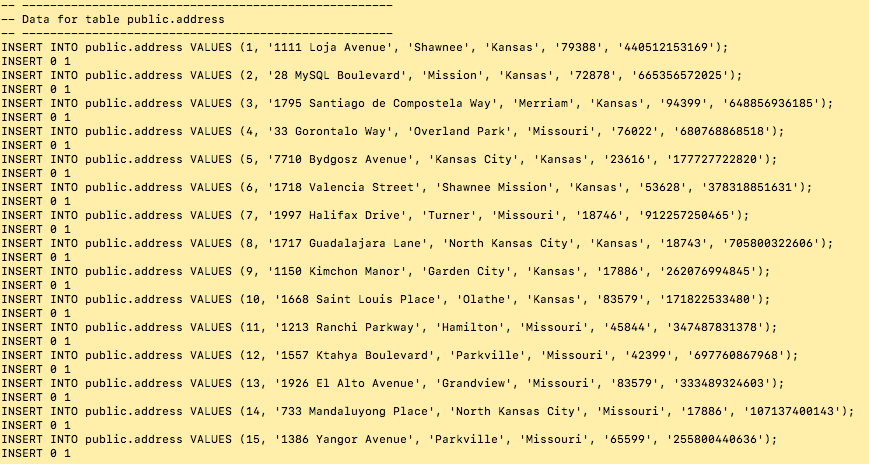 -- -----------------------------------------------------
-- Data for table public.address
-- -----------------------------------------------------
INSERT INTO public.address VALUES (1, '1111 Loja Avenue', 'Shawnee', 'Kansas', '79388', '440512153169');
INSERT 0 1
INSERT INTO public.address VALUES (2, '28 MySQL Boulevard', 'Mission', 'Kansas', '72878', '665356572025');
INSERT 0 1
INSERT INTO public.address VALUES (3, '1795 Santiago de Compostela Way', 'Merriam', 'Kansas', '94399', '648856936185');
INSERT 0 1
INSERT INTO public.address VALUES (4, '33 Gorontalo Way', 'Overland Park', 'Missouri', '76022', '680768868518');
INSERT 0 1
INSERT INTO public.address VALUES (5, '7710 Bydgosz Avenue', 'Kansas City', 'Kansas', '23616', '177727722820');
INSERT 0 1
INSERT INTO public.address VALUES (6, '1718 Valencia Street', 'Shawnee Mission', 'Kansas', '53628', '378318851631');
INSERT 0 1
INSERT INTO public.address VALUES (7, '1997 Halifax Drive', 'Turner', 'Missouri', '18746', '912257250465');
INSERT 0 1
INSERT INTO public.address VALUES (8, '1717 Guadalajara Lane', 'North Kansas City', 'Kansas', '18743', '705800322606');
INSERT 0 1
INSERT INTO public.address VALUES (9, '1150 Kimchon Manor', 'Garden City', 'Kansas', '17886', '262076994845');
INSERT 0 1
INSERT INTO public.address VALUES (10, '1668 Saint Louis Place', 'Olathe', 'Kansas', '83579', '171822533480');
INSERT 0 1
INSERT INTO public.address VALUES (11, '1213 Ranchi Parkway', 'Hamilton', 'Missouri', '45844', '347487831378');
INSERT 0 1
INSERT INTO public.address VALUES (12, '1557 Ktahya Boulevard', 'Parkville', 'Missouri', '42399', '697760867968');
INSERT 0 1
INSERT INTO public.address VALUES (13, '1926 El Alto Avenue', 'Grandview', 'Missouri', '83579', '333489324603');
INSERT 0 1
INSERT INTO public.address VALUES (14, '733 Mandaluyong Place', 'North Kansas City', 'Missouri', '17886', '107137400143');
INSERT 0 1
INSERT INTO public.address VALUES (15, '1386 Yangor Avenue', 'Parkville', 'Missouri', '65599', '255800440636');
INSERT 0 1